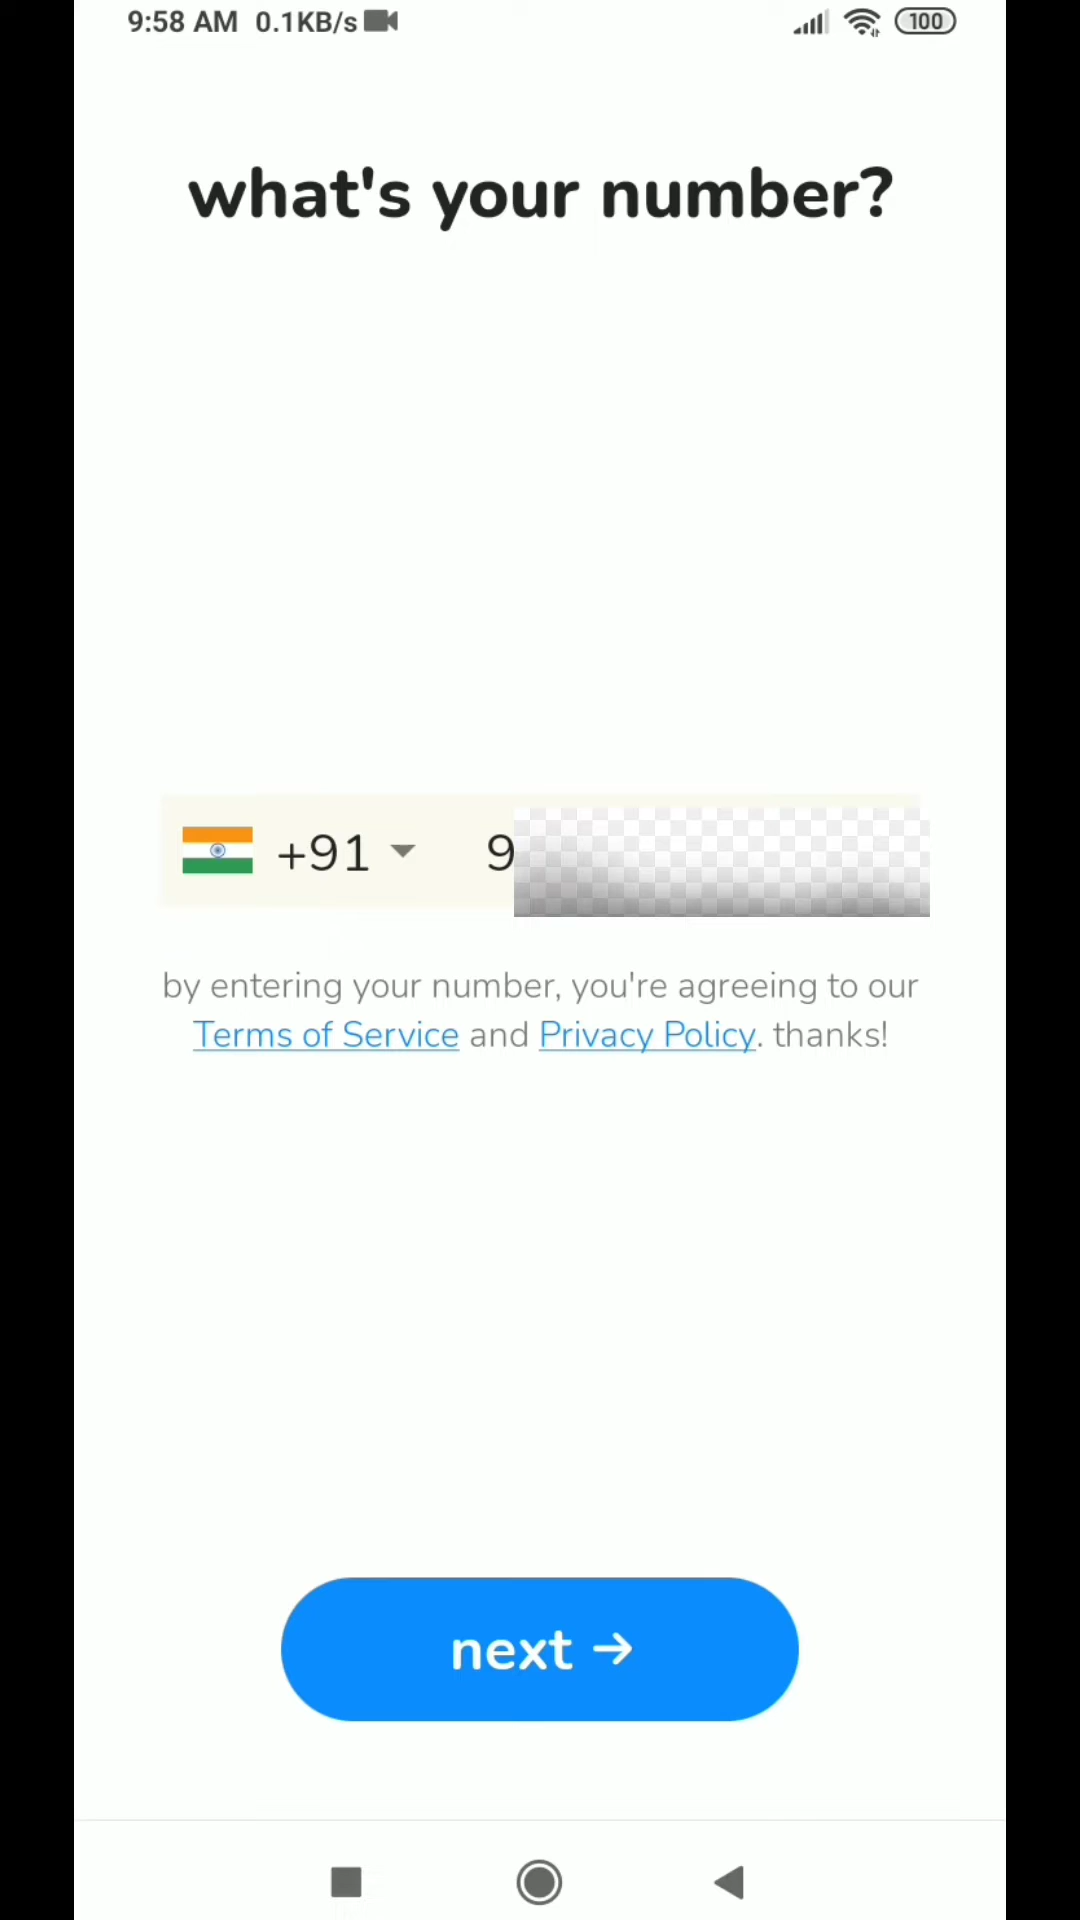 9:58 AM 0.1KB/s 100
what's your number?
+91 9
by entering your number, you're agreeing to our
Terms of Service and Privacy Policy. thanks!
next →